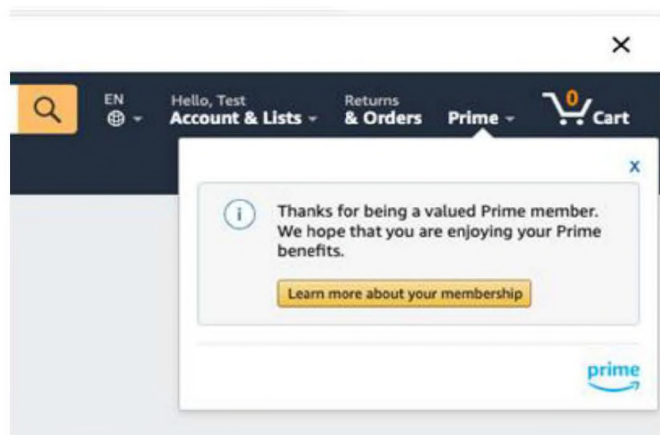 EN
Hello, Test
Account & Lists
Returns
& Orders
Prime
0
Cart
x
i
Thanks for being a valued Prime member.
We hope that you are enjoying your Prime
benefits.
Learn more about your membership
prime